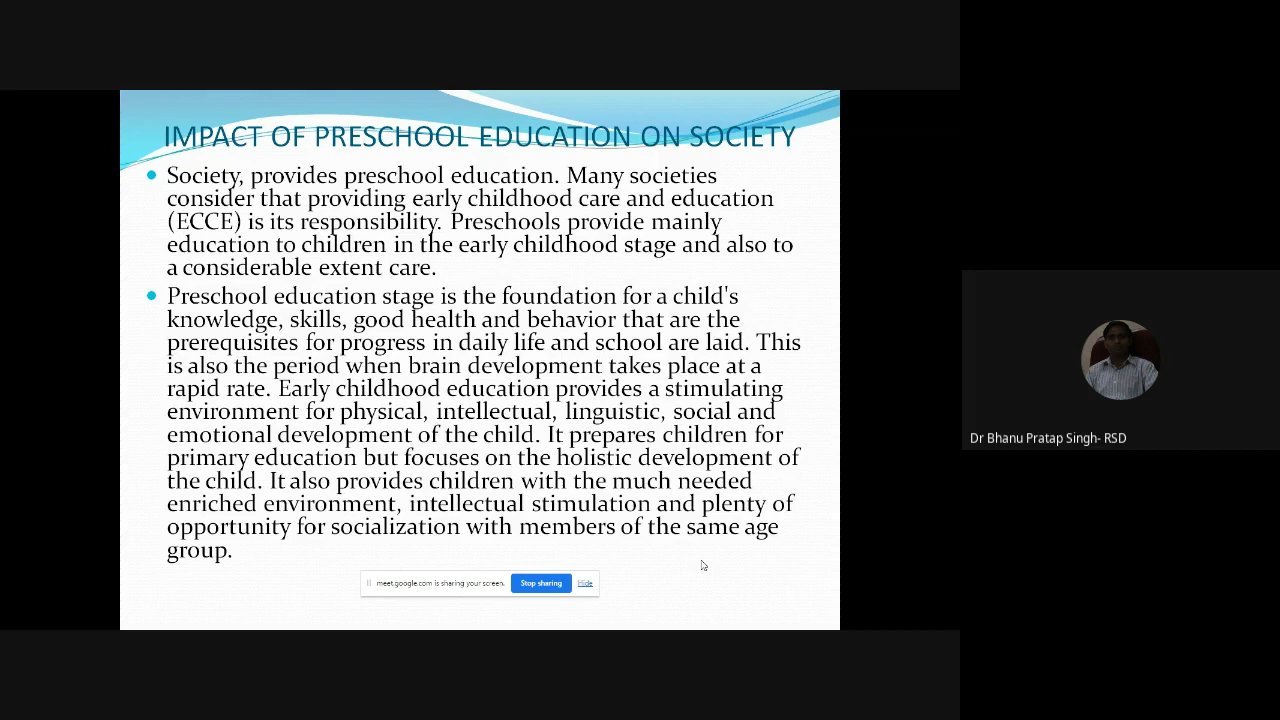 IMPACT OF PRESCHOOL EDUCATION ON SOCIETY
Society, provides preschool education. Many societies
consider that providing early childhood care and education
(ECCE) is its responsibility. Preschools provide mainly
education to children in the early childhood stage and also to
a considerable extent care.
Preschool education stage is the foundation for a child's
knowledge, skills, good health and behavior that are the
prerequisites for progress in daily life and school are laid. This
is also the period when brain development takes place at a
rapid rate. Early childhood education provides a stimulating
environment for physical, intellectual, linguistic, social and
emotional development of the child. It prepares children for
primary education but focuses on the holistic development of
the child. It also provides children with the much needed
enriched environment, intellectual stimulation and plenty of
opportunity for socialization with members of the same age
group.
meet.google.com is sharing your screen. Stop sharing Hide
Dr Bhanu Pratap Singh- RSD